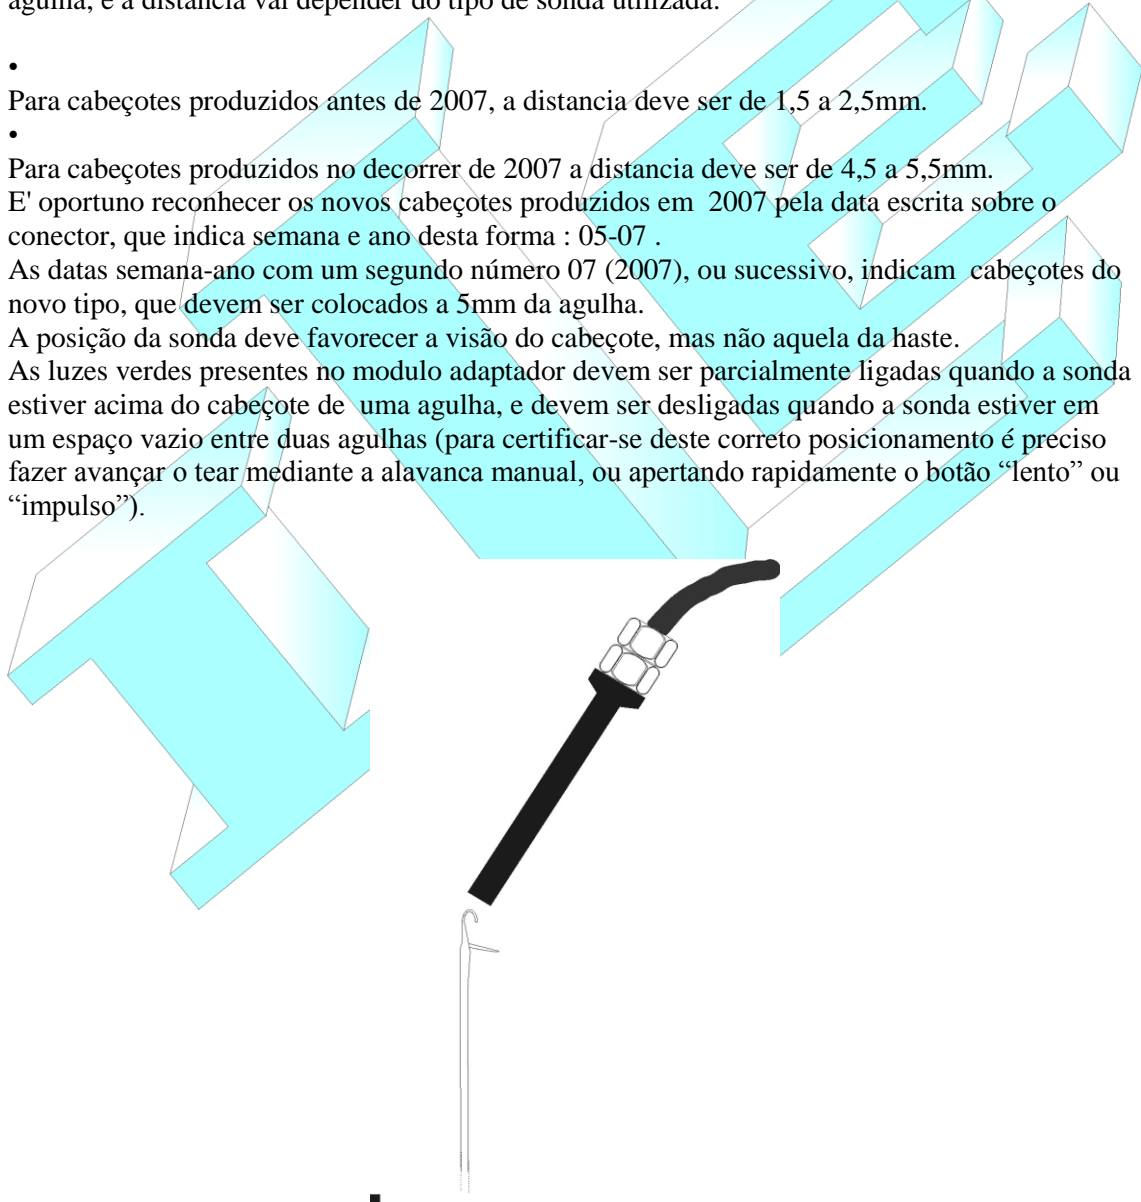 agulha, e a distância vai depender do tipo de sonda utilizada.
•
Para cabeçotes produzidos antes de 2007, a distancia deve ser de 1,5 a 2,5mm.
•
Para cabeçotes produzidos no decorrer de 2007 a distancia deve ser de 4,5 a 5,5mm.
E' oportuno reconhecer os novos cabeçotes produzidos em  2007 pela data escrita sobre o
conector, que indica semana e ano desta forma : 05-07 .
As datas semana-ano com um segundo número 07 (2007), ou sucessivo, indicam  cabeçotes do
novo tipo, que devem ser colocados a 5mm da agulha.
A posição da sonda deve favorecer a visão do cabeçote, mas não aquela da haste.
As luzes verdes presentes no modulo adaptador devem ser parcialmente ligadas quando a sonda
estiver acima do cabeçote de  uma agulha, e devem ser desligadas quando a sonda estiver em
um espaço vazio entre duas agulhas (para certificar-se deste correto posicionamento é preciso
fazer avançar o tear mediante a alavanca manual, ou apertando rapidamente o botão “lento” ou
“impulso”).